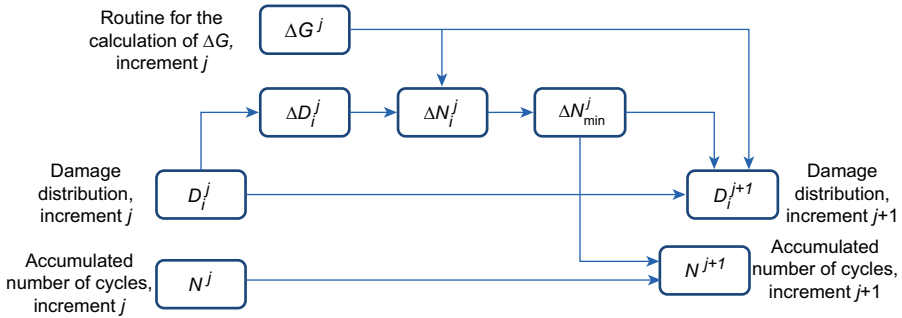 Routine for the
calculation of ΔG,
increment j
ΔG^j
ΔD_i^j
ΔN_i^j
ΔN_min^j
Damage
distribution,
increment j
D_i^j
D_i^{j+1}
Damage
distribution,
increment j+1
Accumulated
number of cycles,
increment j
N^j
N^{j+1}
Accumulated
number of cycles,
increment j+1